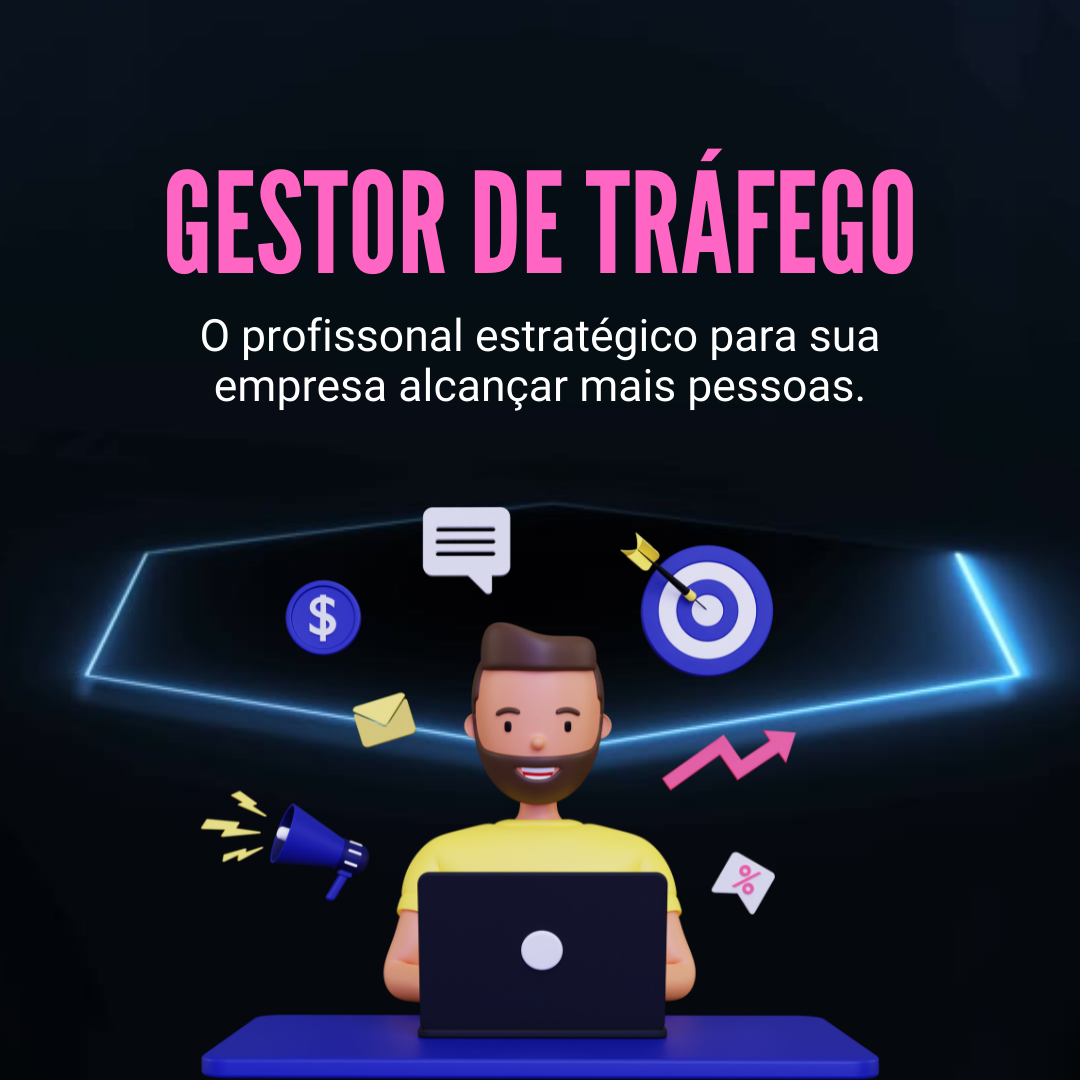 GESTOR DE TRÁFEGO
O profissonal estratégico para sua
empresa alcançar mais pessoas.
$
%